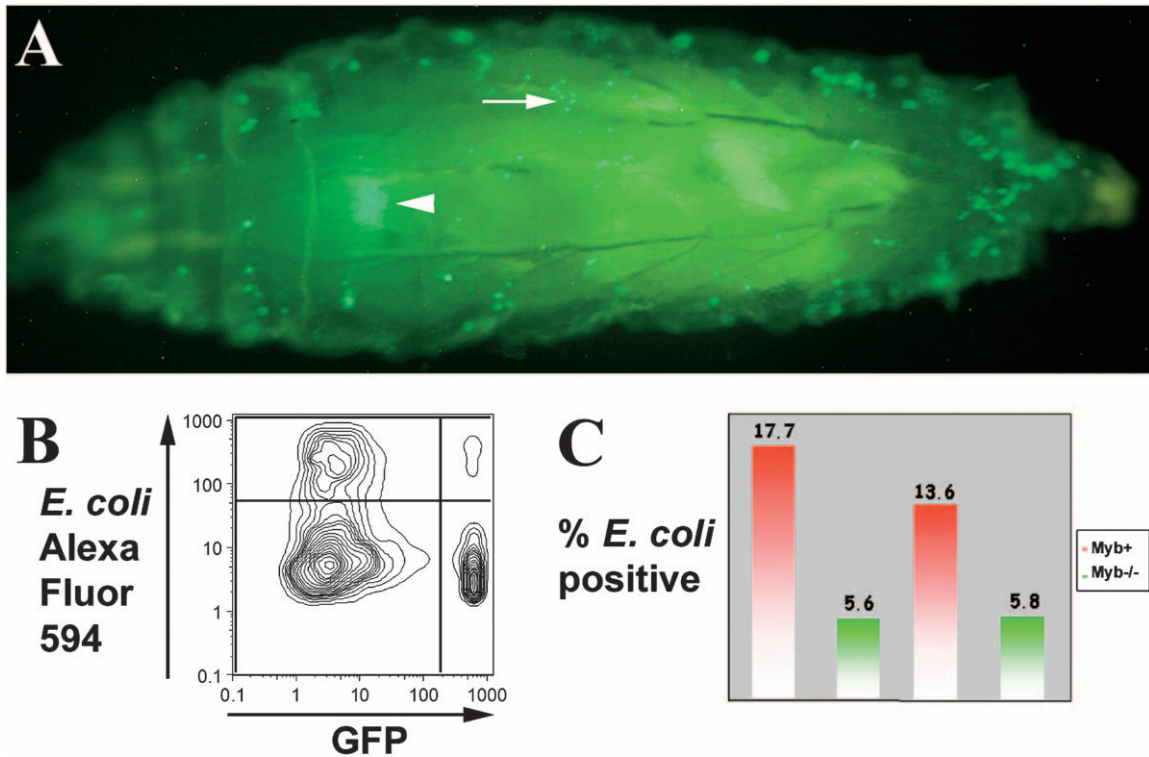 A
B
E. coli
Alexa
Fluor
594
1000
100
10
1
0.1
0.1 1 10 100 1000
GFP
C
% E. coli
positive
17.7
5.6
13.6
5.8
Myb+
Myb-/-